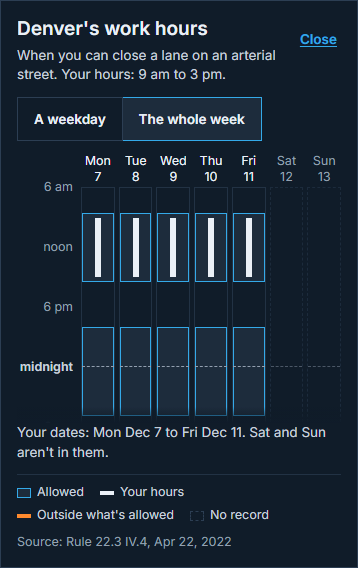 Denver's work hours
When you can close a lane on an arterial
street. Your hours: 9 am to 3 pm.
Close
A weekday
The whole week
Mon Tue Wed Thu Fri Sat Sun
7 8 9 10 11 12 13
6 am
noon
6 pm
midnight
Your dates: Mon Dec 7 to Fri Dec 11. Sat and Sun
aren't in them.
Allowed Your hours
Outside what's allowed No record
Source: Rule 22.3 IV.4, Apr 22, 2022